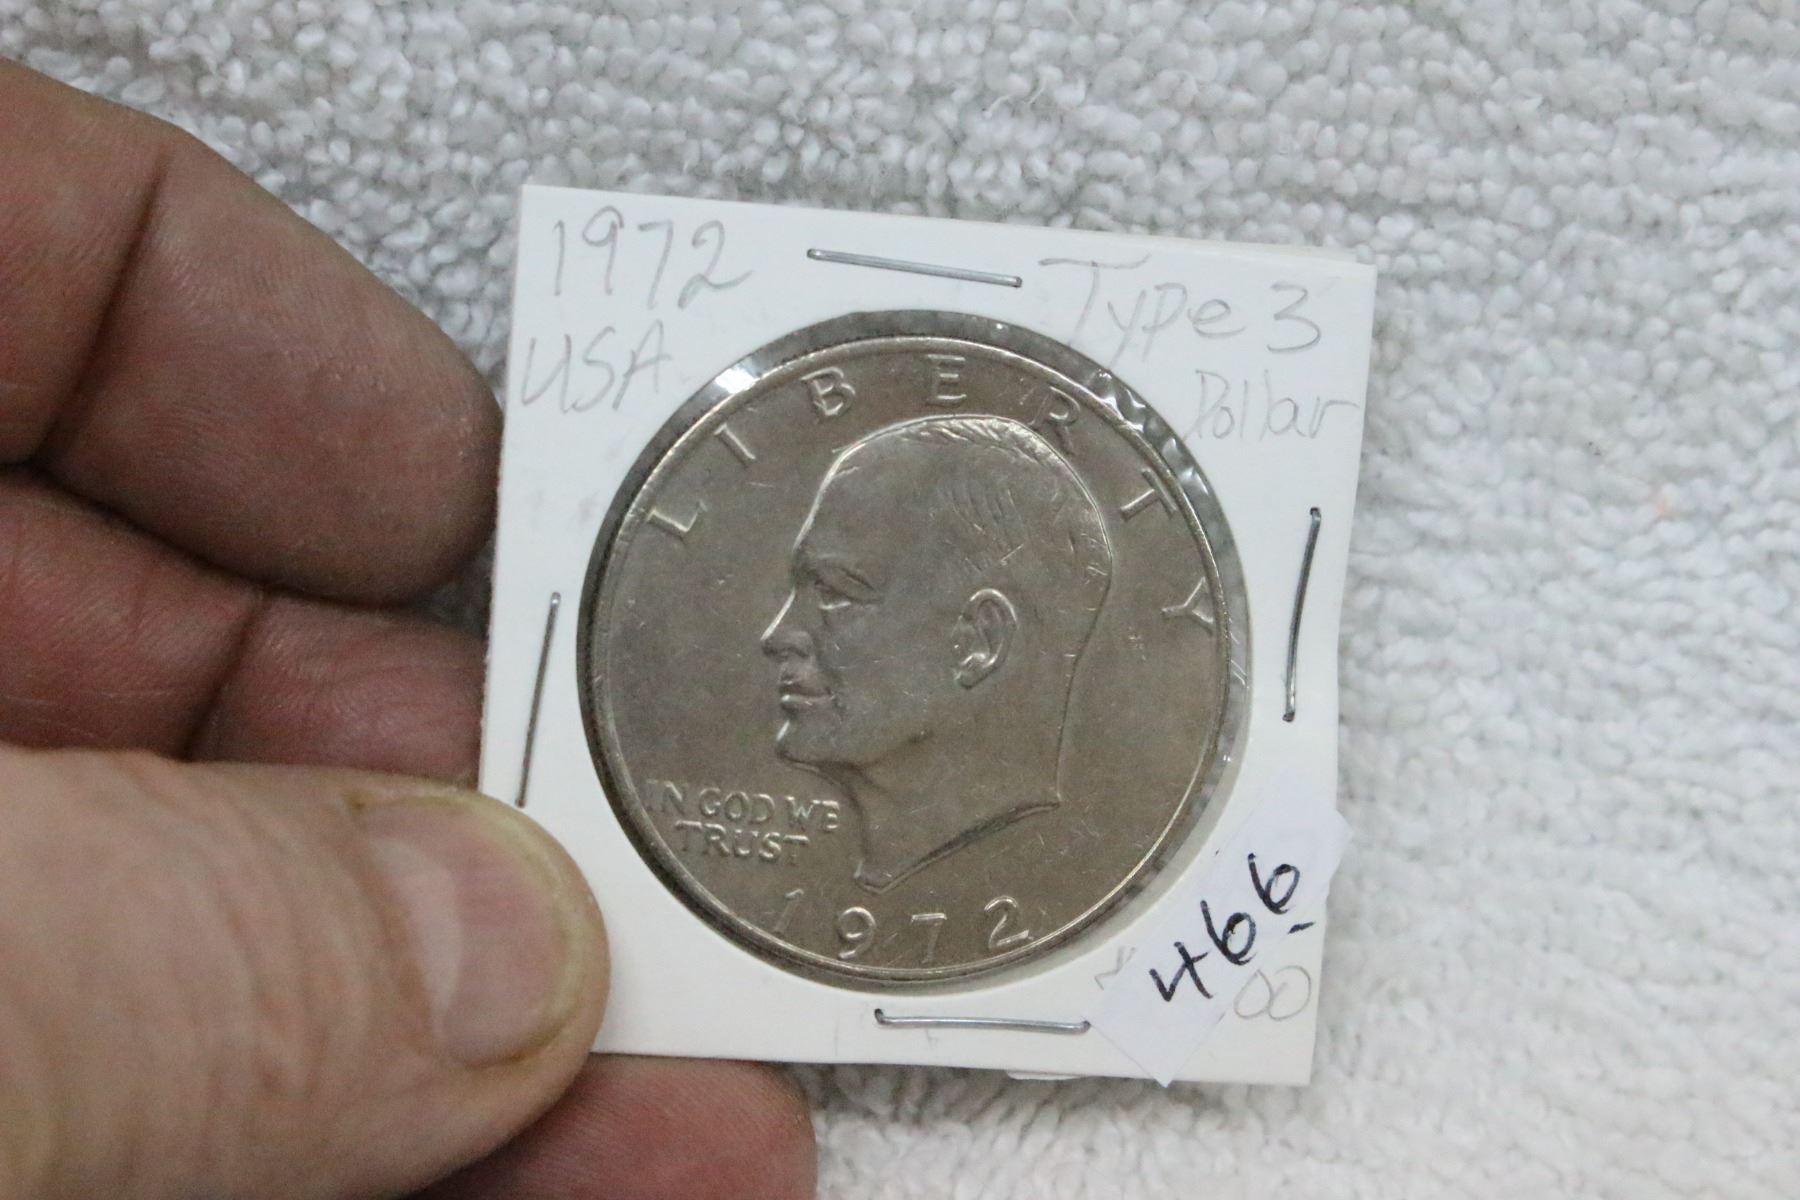 1972
USA
Type 3
Dollar
LIBERTY
IN GOD WE
TRUST
1972
466
00